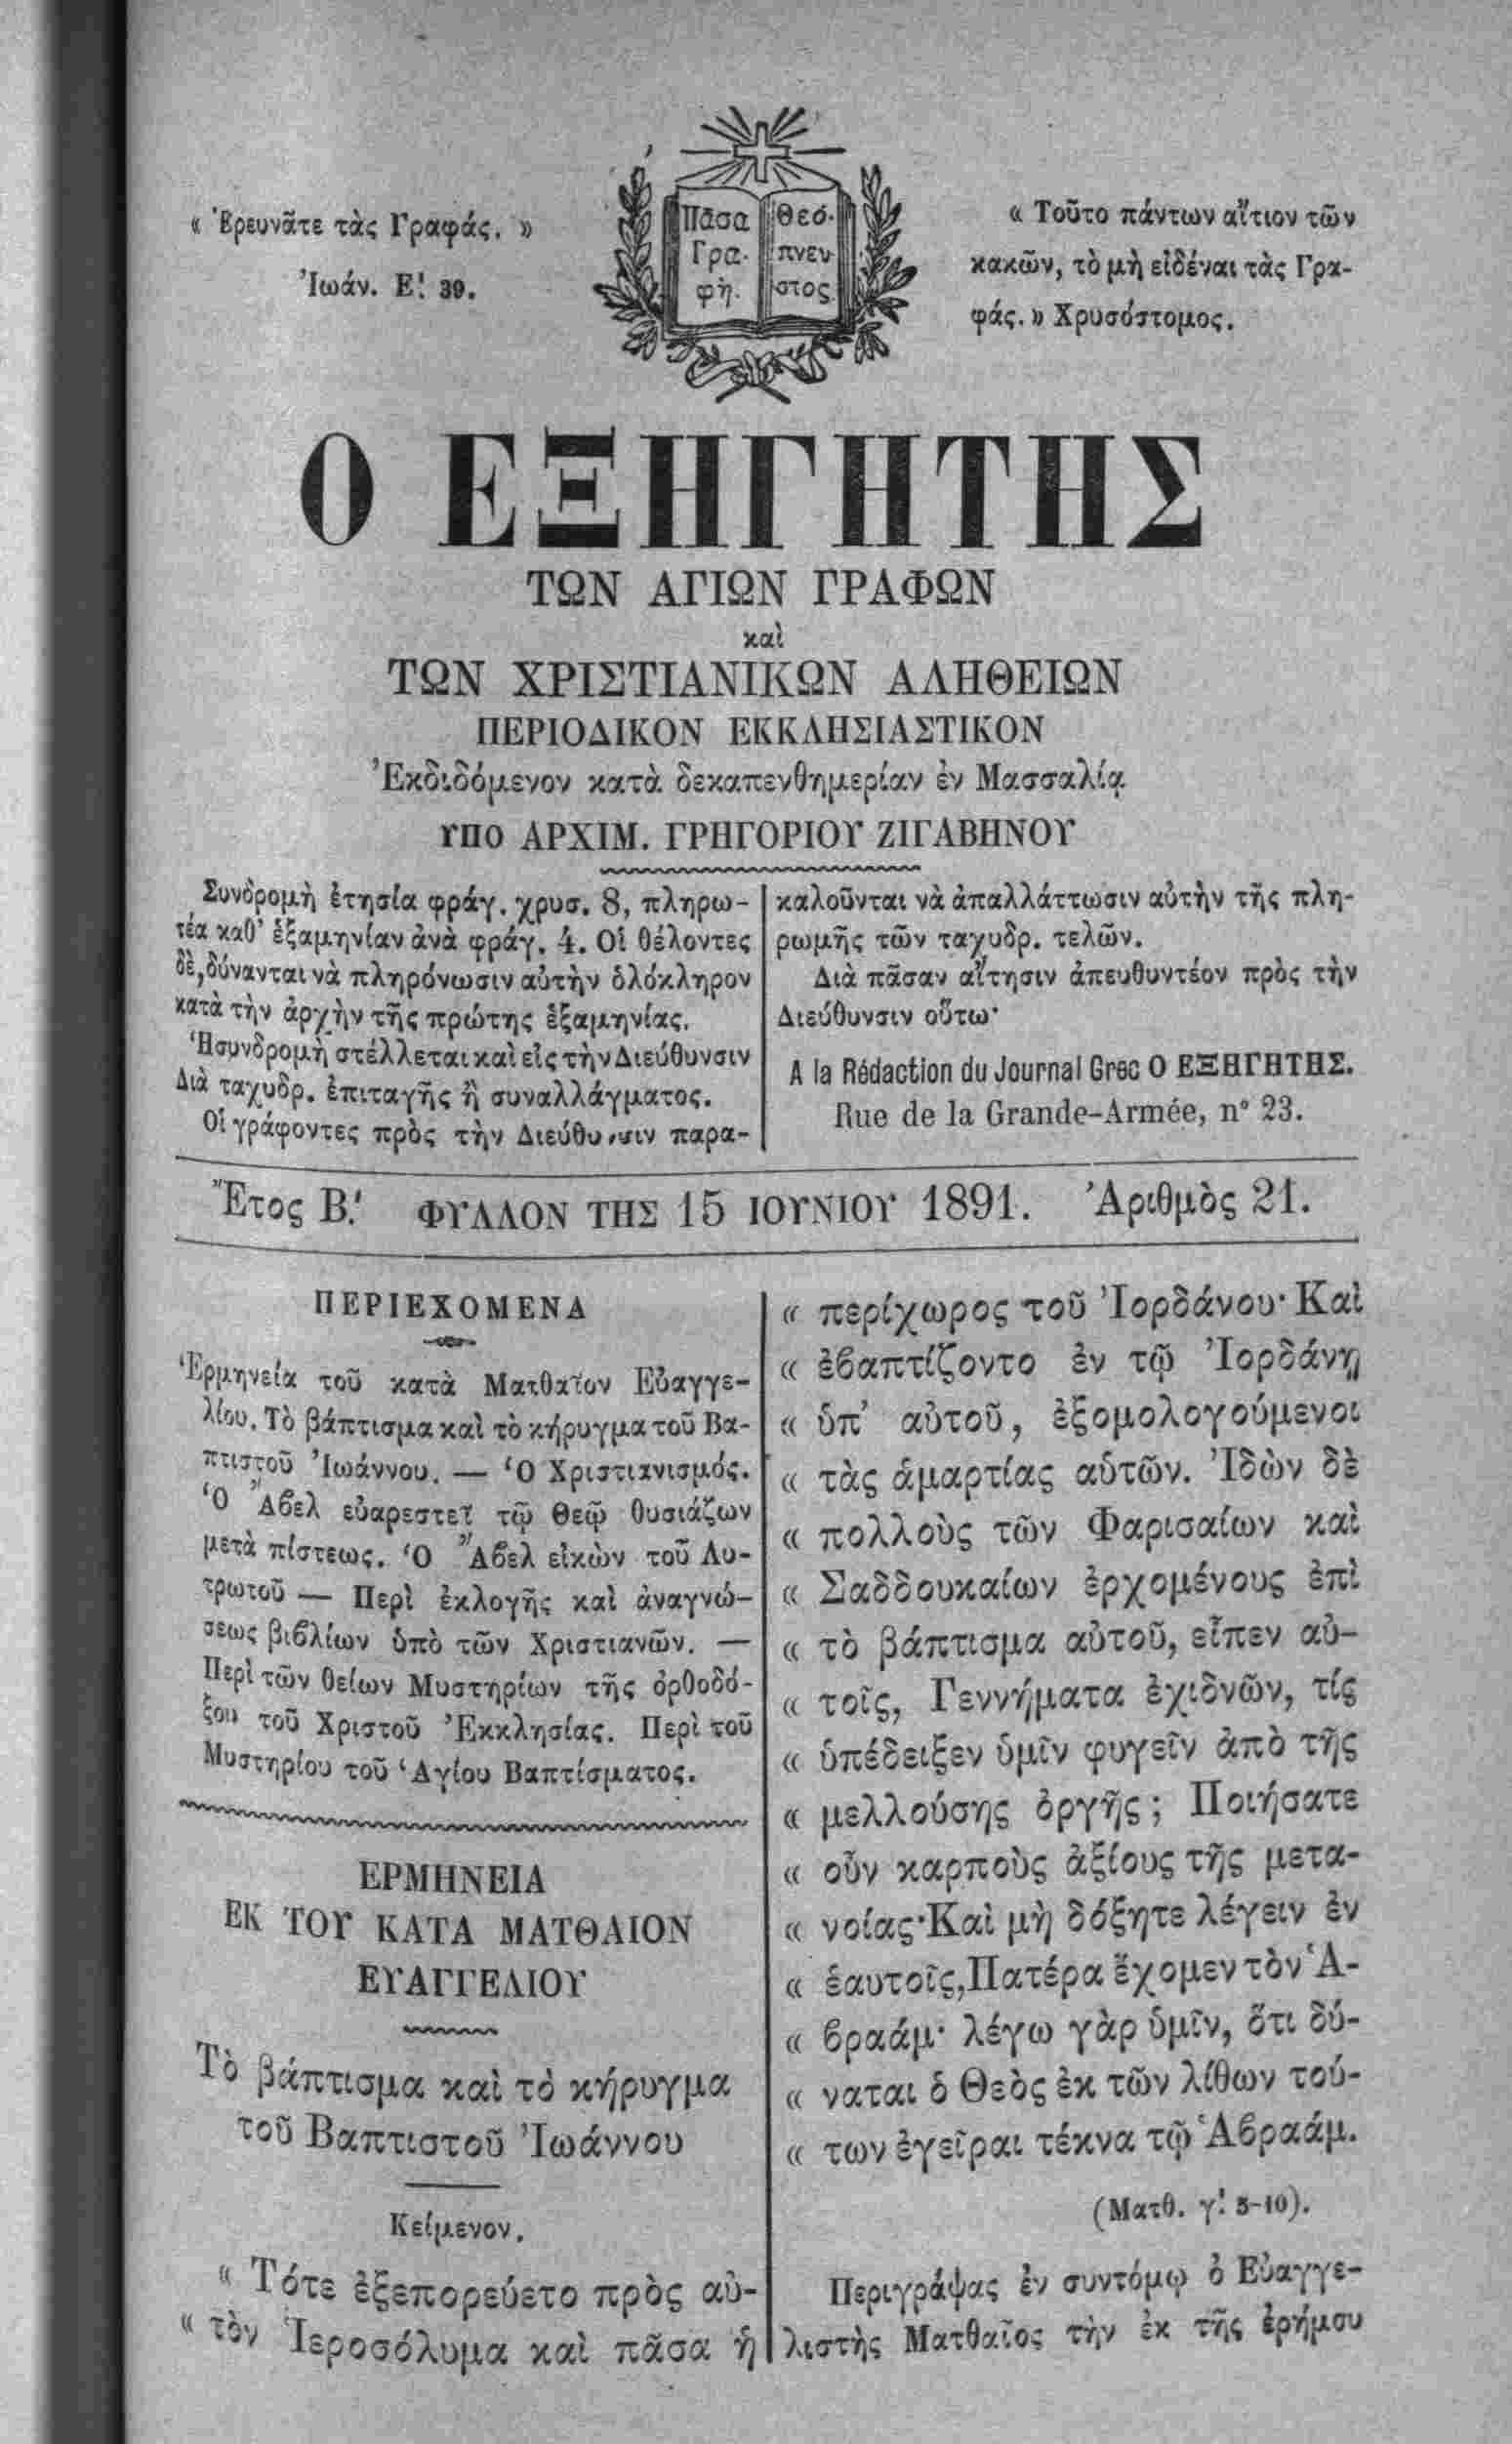 « Ἐρευνᾶτε τὰς Γραφάς. »
Ἰωάν. Ε.' 39.
Πᾶσα
Γρα-
φὴ.
Θεό-
πνευ-
στος
« Τοῦτο πάντων αἴτιον τῶν
κακῶν, τὸ μὴ εἰδέναι τὰς Γρα-
φάς. » Χρυσόστομος.
Ο ΕΞΗΓΗΤΗΣ
ΤΩΝ ΑΓΙΩΝ ΓΡΑΦΩΝ
καὶ
ΤΩΝ ΧΡΙΣΤΙΑΝΙΚΩΝ ΑΛΗΘΕΙΩΝ
ΠΕΡΙΟΔΙΚΟΝ ΕΚΚΛΗΣΙΑΣΤΙΚΟΝ
Ἐκδιδόμενον κατὰ δεκαπενθημερίαν ἐν Μασσαλίᾳ
ΥΠΟ ΑΡΧΙΜ. ΓΡΗΓΟΡΙΟΥ ΖΙΓΑΒΗΝΟΥ
Συνδρομὴ ἐτησία φράγ. χρυσ. 8, πληρω-
τέα καθ' ἑξαμηνίαν ἀνὰ φράγ. 4. Οἱ θέλοντες
δὲ, δύνανται νὰ πληρόνωσιν αὐτὴν ὁλόκληρον
κατὰ τὴν ἀρχὴν τῆς πρώτης ἑξαμηνίας.
Ἡ συνδρομὴ στέλλεται καὶ εἰς τὴν Διεύθυνσιν
Διὰ ταχυδρ. ἐπιταγῆς ἢ συναλλάγματος.
Οἱ γράφοντες πρὸς τὴν Διεύθυνσιν παρα-
καλοῦνται νὰ ἀπαλλάττωσιν αὐτὴν τῆς πλη-
ρωμῆς τῶν ταχυδρ. τελῶν.
Διὰ πᾶσαν αἴτησιν ἀπευθυντέον πρὸς τὴν
Διεύθυνσιν οὕτω·
A la Rédaction du Journal Grec Ο ΕΞΗΓΗΤΗΣ.
Rue de la Grande-Armée, n° 23.
Ἔτος Β.' ΦΥΛΛΟΝ ΤΗΣ 15 ΙΟΥΝΙΟΥ 1891. Ἀριθμὸς 21.
ΠΕΡΙΕΧΟΜΕΝΑ
Ἑρμηνεία τοῦ κατὰ Ματθαῖον Εὐαγγε-
λίου. Τὸ βάπτισμα καὶ τὸ κήρυγμα τοῦ Βα-
πτιστοῦ Ἰωάννου. — Ὁ Χριστιανισμός.
Ὁ Ἄβελ εὐαρεστεῖ τῷ Θεῷ θυσιάζων
μετὰ πίστεως. Ὁ Ἄβελ εἰκὼν τοῦ Λυ-
τρωτοῦ — Περὶ ἐκλογῆς καὶ ἀναγνώ-
σεως βιβλίων ὑπὸ τῶν Χριστιανῶν. —
Περὶ τῶν θείων Μυστηρίων τῆς ὀρθοδό-
ξου τοῦ Χριστοῦ Ἐκκλησίας. Περὶ τοῦ
Μυστηρίου τοῦ Ἁγίου Βαπτίσματος.
ΕΡΜΗΝΕΙΑ
ΕΚ ΤΟΥ ΚΑΤΑ ΜΑΤΘΑΙΟΝ
ΕΥΑΓΓΕΛΙΟΥ
Τὸ βάπτισμα καὶ τὸ κήρυγμα
τοῦ Βαπτιστοῦ Ἰωάννου
Κείμενον.
« Τότε ἐξεπορεύετο πρὸς αὐ-
« τὸν Ἱεροσόλυμα καὶ πᾶσα ἡ
« περίχωρος τοῦ Ἰορδάνου· Καὶ
« ἐβαπτίζοντο ἐν τῷ Ἰορδάνῃ
« ὑπ' αὐτοῦ, ἐξομολογούμενοι
« τὰς ἁμαρτίας αὑτῶν. Ἰδὼν δὲ
« πολλοὺς τῶν Φαρισαίων καὶ
« Σαδδουκαίων ἐρχομένους ἐπὶ
« τὸ βάπτισμα αὐτοῦ, εἶπεν αὐ-
« τοῖς, Γεννήματα ἐχιδνῶν, τίς
« ὑπέδειξεν ὑμῖν φυγεῖν ἀπὸ τῆς
« μελλούσης ὀργῆς; Ποιήσατε
« οὖν καρποὺς ἀξίους τῆς μετα-
« νοίας· Καὶ μὴ δόξητε λέγειν ἐν
« ἑαυτοῖς, Πατέρα ἔχομεν τὸν Ἁ-
« βραάμ· λέγω γὰρ ὑμῖν, ὅτι δύ-
« ναται ὁ Θεὸς ἐκ τῶν λίθων τού-
« των ἐγεῖραι τέκνα τῷ Ἁβραάμ.
(Ματθ. γ.' 5-10).
Περιγράψας ἐν συντόμῳ ὁ Εὐαγγε-
λιστὴς Ματθαῖος τὴν ἐκ τῆς ἐρήμου